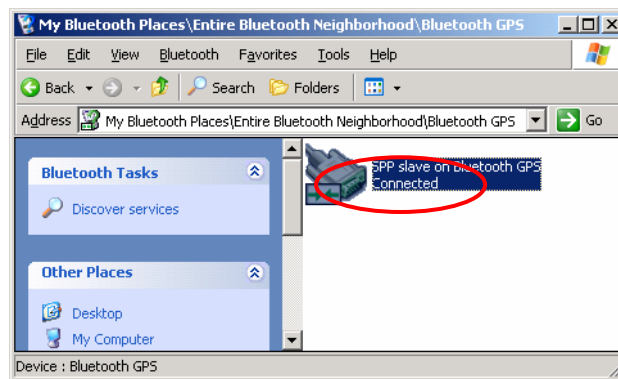 My Bluetooth Places\Entire Bluetooth Neighborhood\Bluetooth GPS
File Edit View Bluetooth Favorites Tools Help
Back Search Folders
Address My Bluetooth Places\Entire Bluetooth Neighborhood\Bluetooth GPS Go
Bluetooth Tasks
Discover services
Other Places
Desktop
My Computer
SPP slave on Bluetooth GPS
Connected
Device : Bluetooth GPS